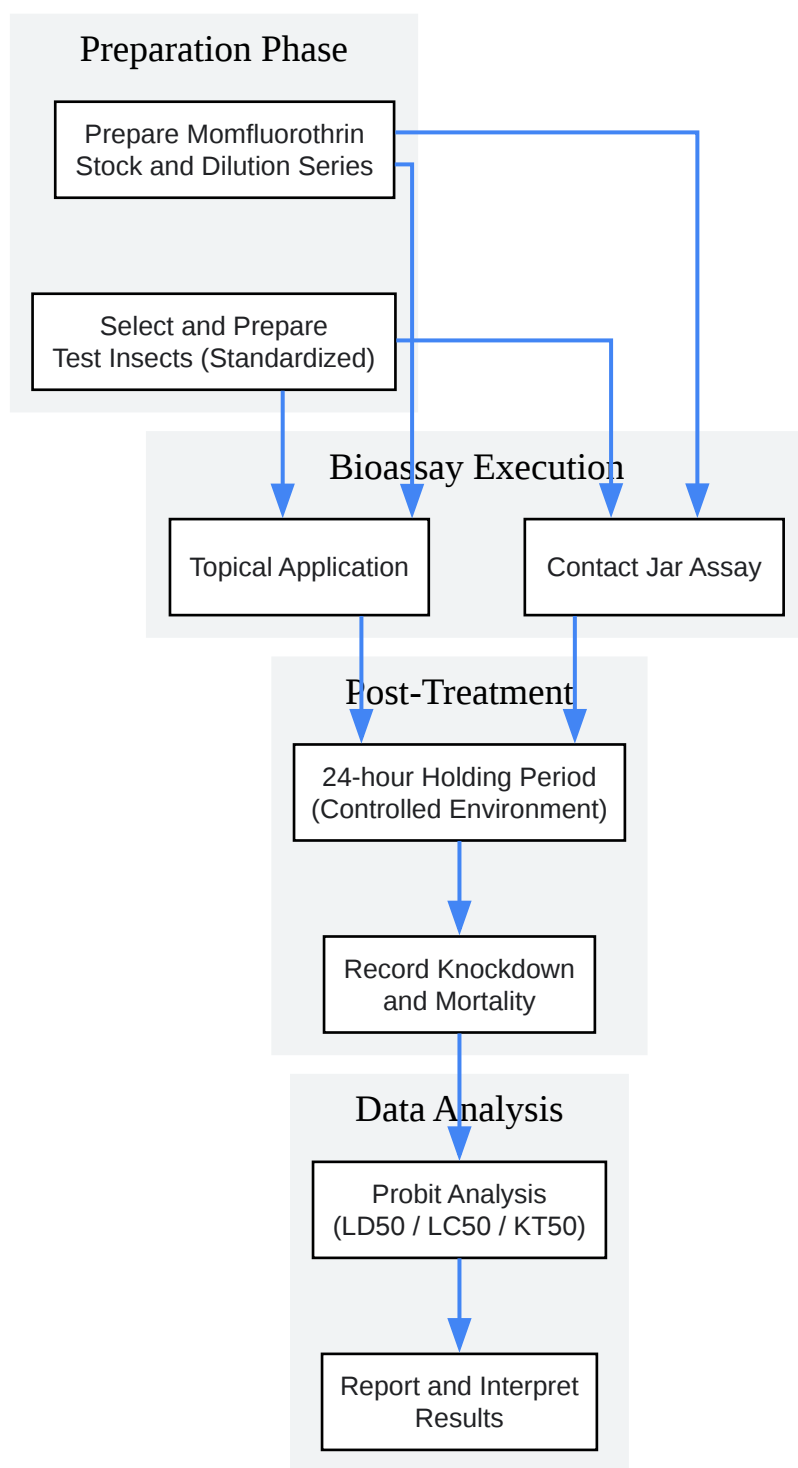 Preparation Phase
Prepare Momfluorothrin
Stock and Dilution Series
Select and Prepare
Test Insects (Standardized)
Bioassay Execution
Topical Application
Contact Jar Assay
Post-Treatment
24-hour Holding Period
(Controlled Environment)
Record Knockdown
and Mortality
Data Analysis
Probit Analysis
(LD50 / LC50 / KT50)
Report and Interpret
Results